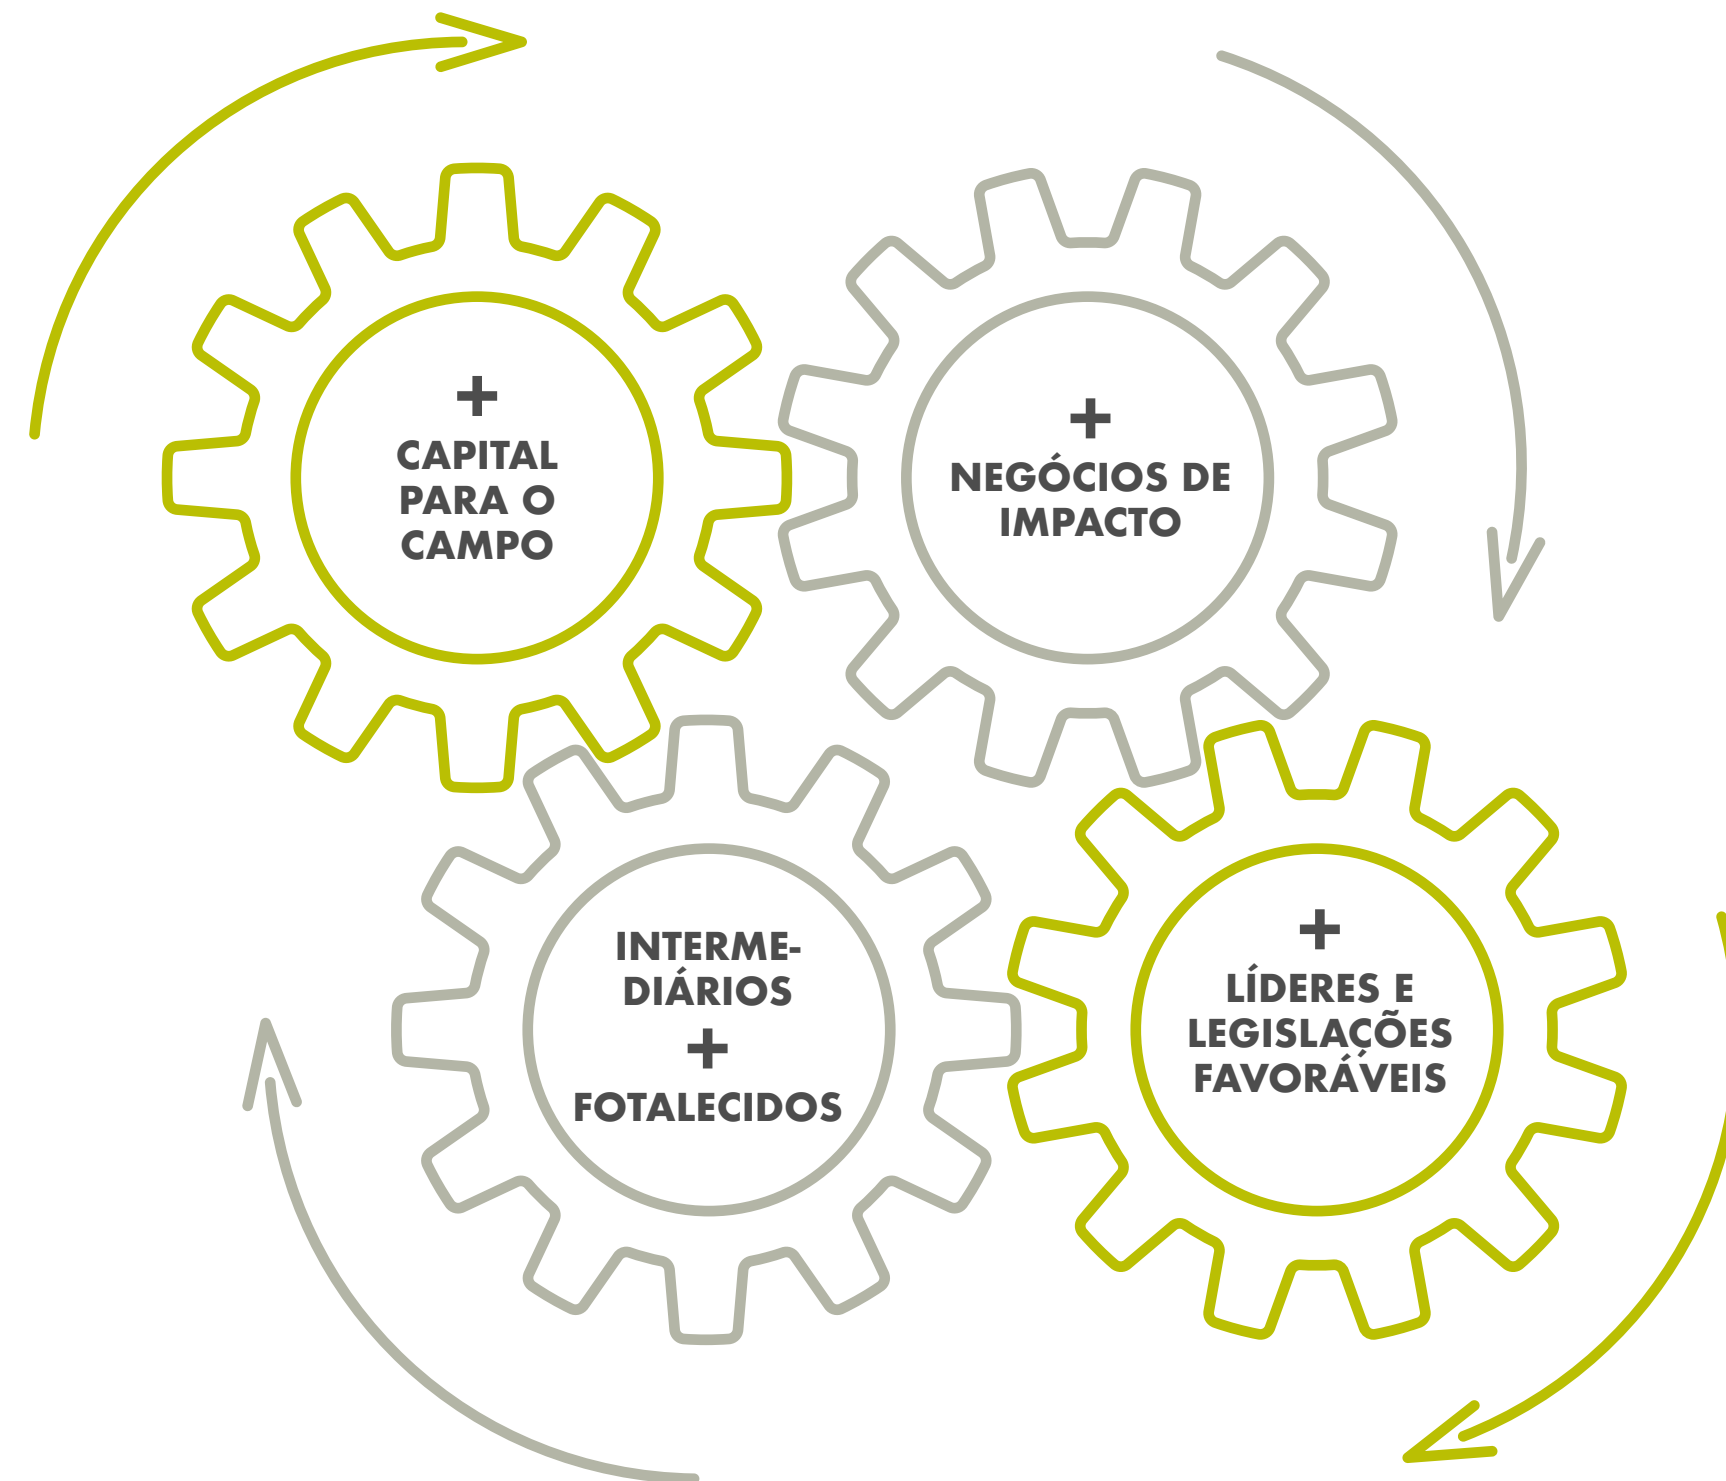 +
CAPITAL
PARA O
CAMPO
+
NEGÓCIOS DE
IMPACTO
INTERME-
DIÁRIOS
+
FOTALECIDOS
+
LÍDERES E
LEGISLAÇÕES
FAVORÁVEIS